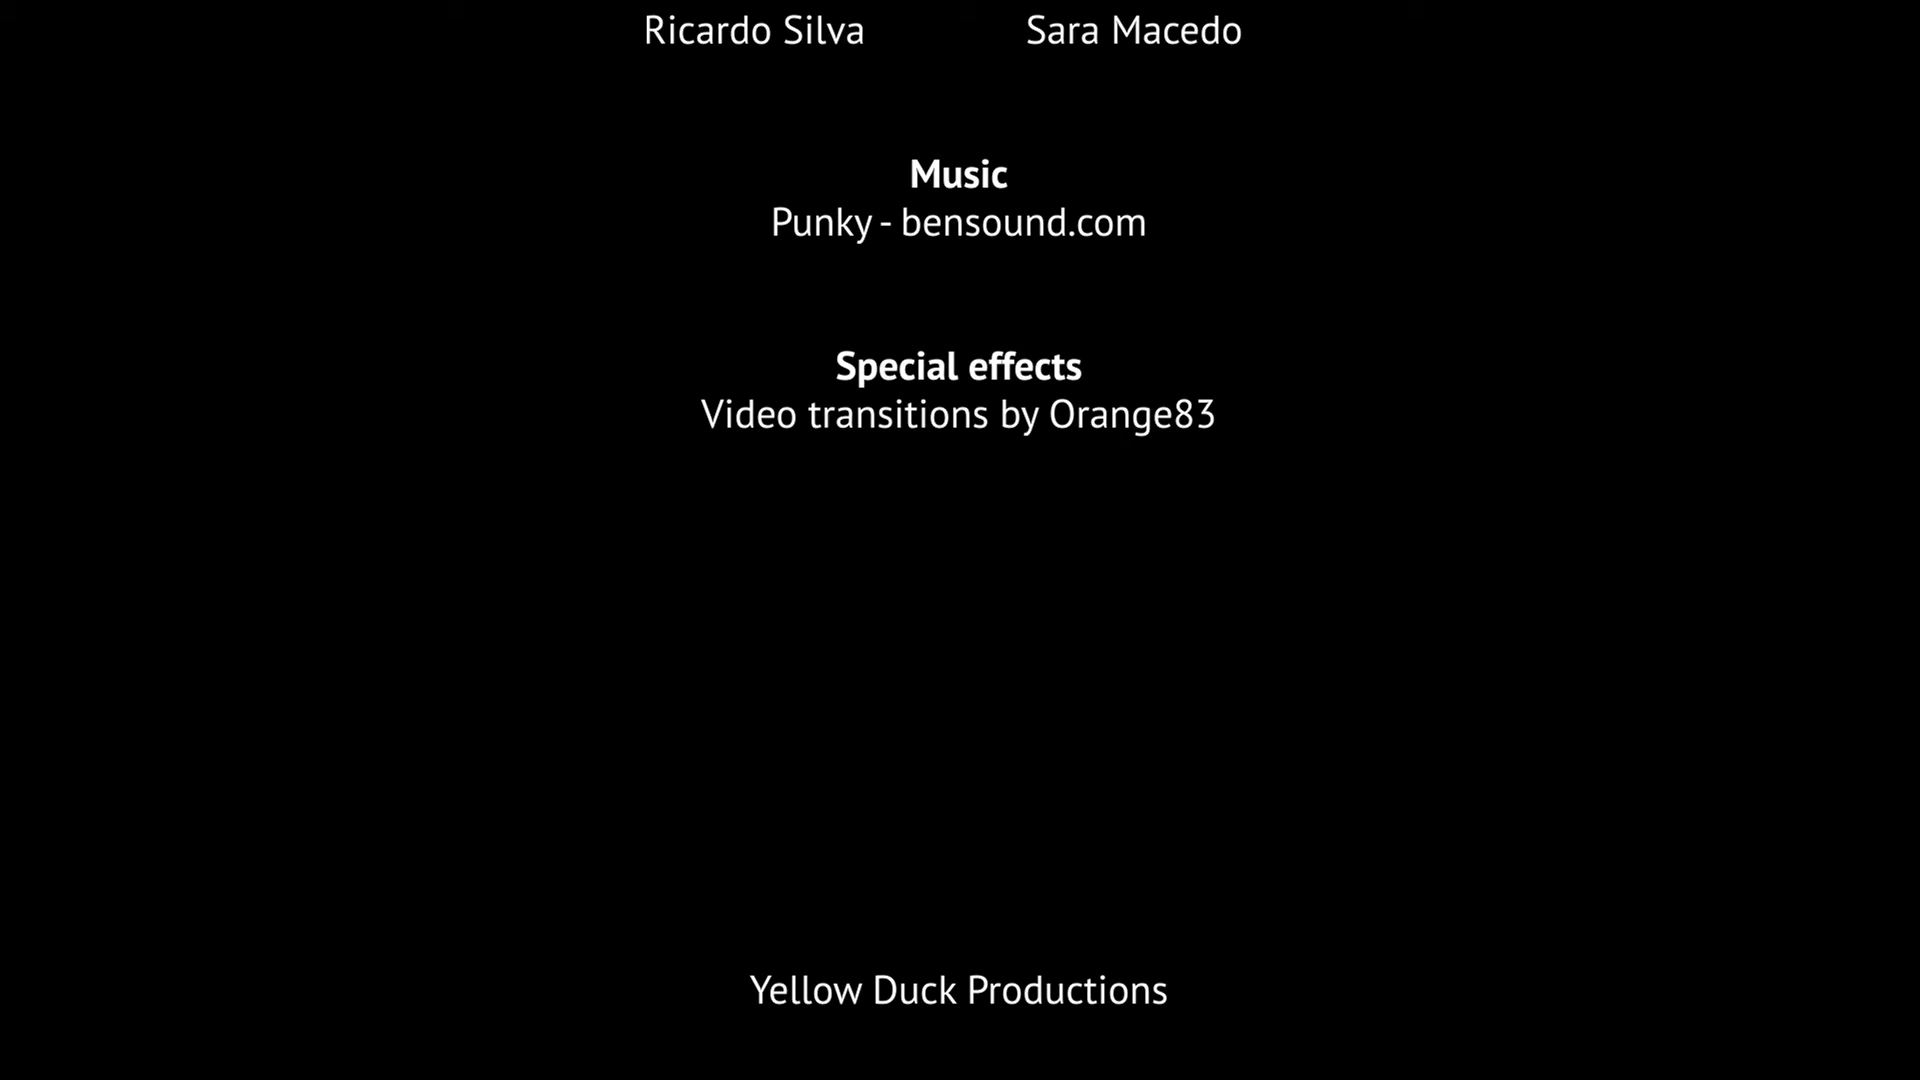 Ricardo Silva Sara Macedo
Music
Punky - bensound.com
Special effects
Video transitions by Orange83
Yellow Duck Productions